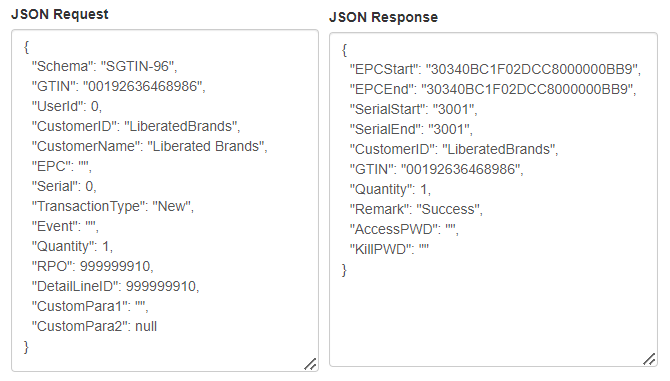 JSON Request
{
"Schema": "SGTIN-96",
"GTIN": "00192636468986",
"UserId": 0,
"CustomerID": "LiberatedBrands",
"CustomerName": "Liberated Brands",
"EPC": "",
"Serial": 0,
"TransactionType": "New",
"Event": "",
"Quantity": 1,
"RPO": 999999910,
"DetailLineID": 999999910,
"CustomPara1": "",
"CustomPara2": null
}
JSON Response
{
"EPCStart": "30340BC1F02DCC8000000BB9",
"EPCEnd": "30340BC1F02DCC8000000BB9",
"SerialStart": "3001",
"SerialEnd": "3001",
"CustomerID": "LiberatedBrands",
"GTIN": "00192636468986",
"Quantity": 1,
"Remark": "Success",
"AccessPWD": "",
"KillPWD": ""
}